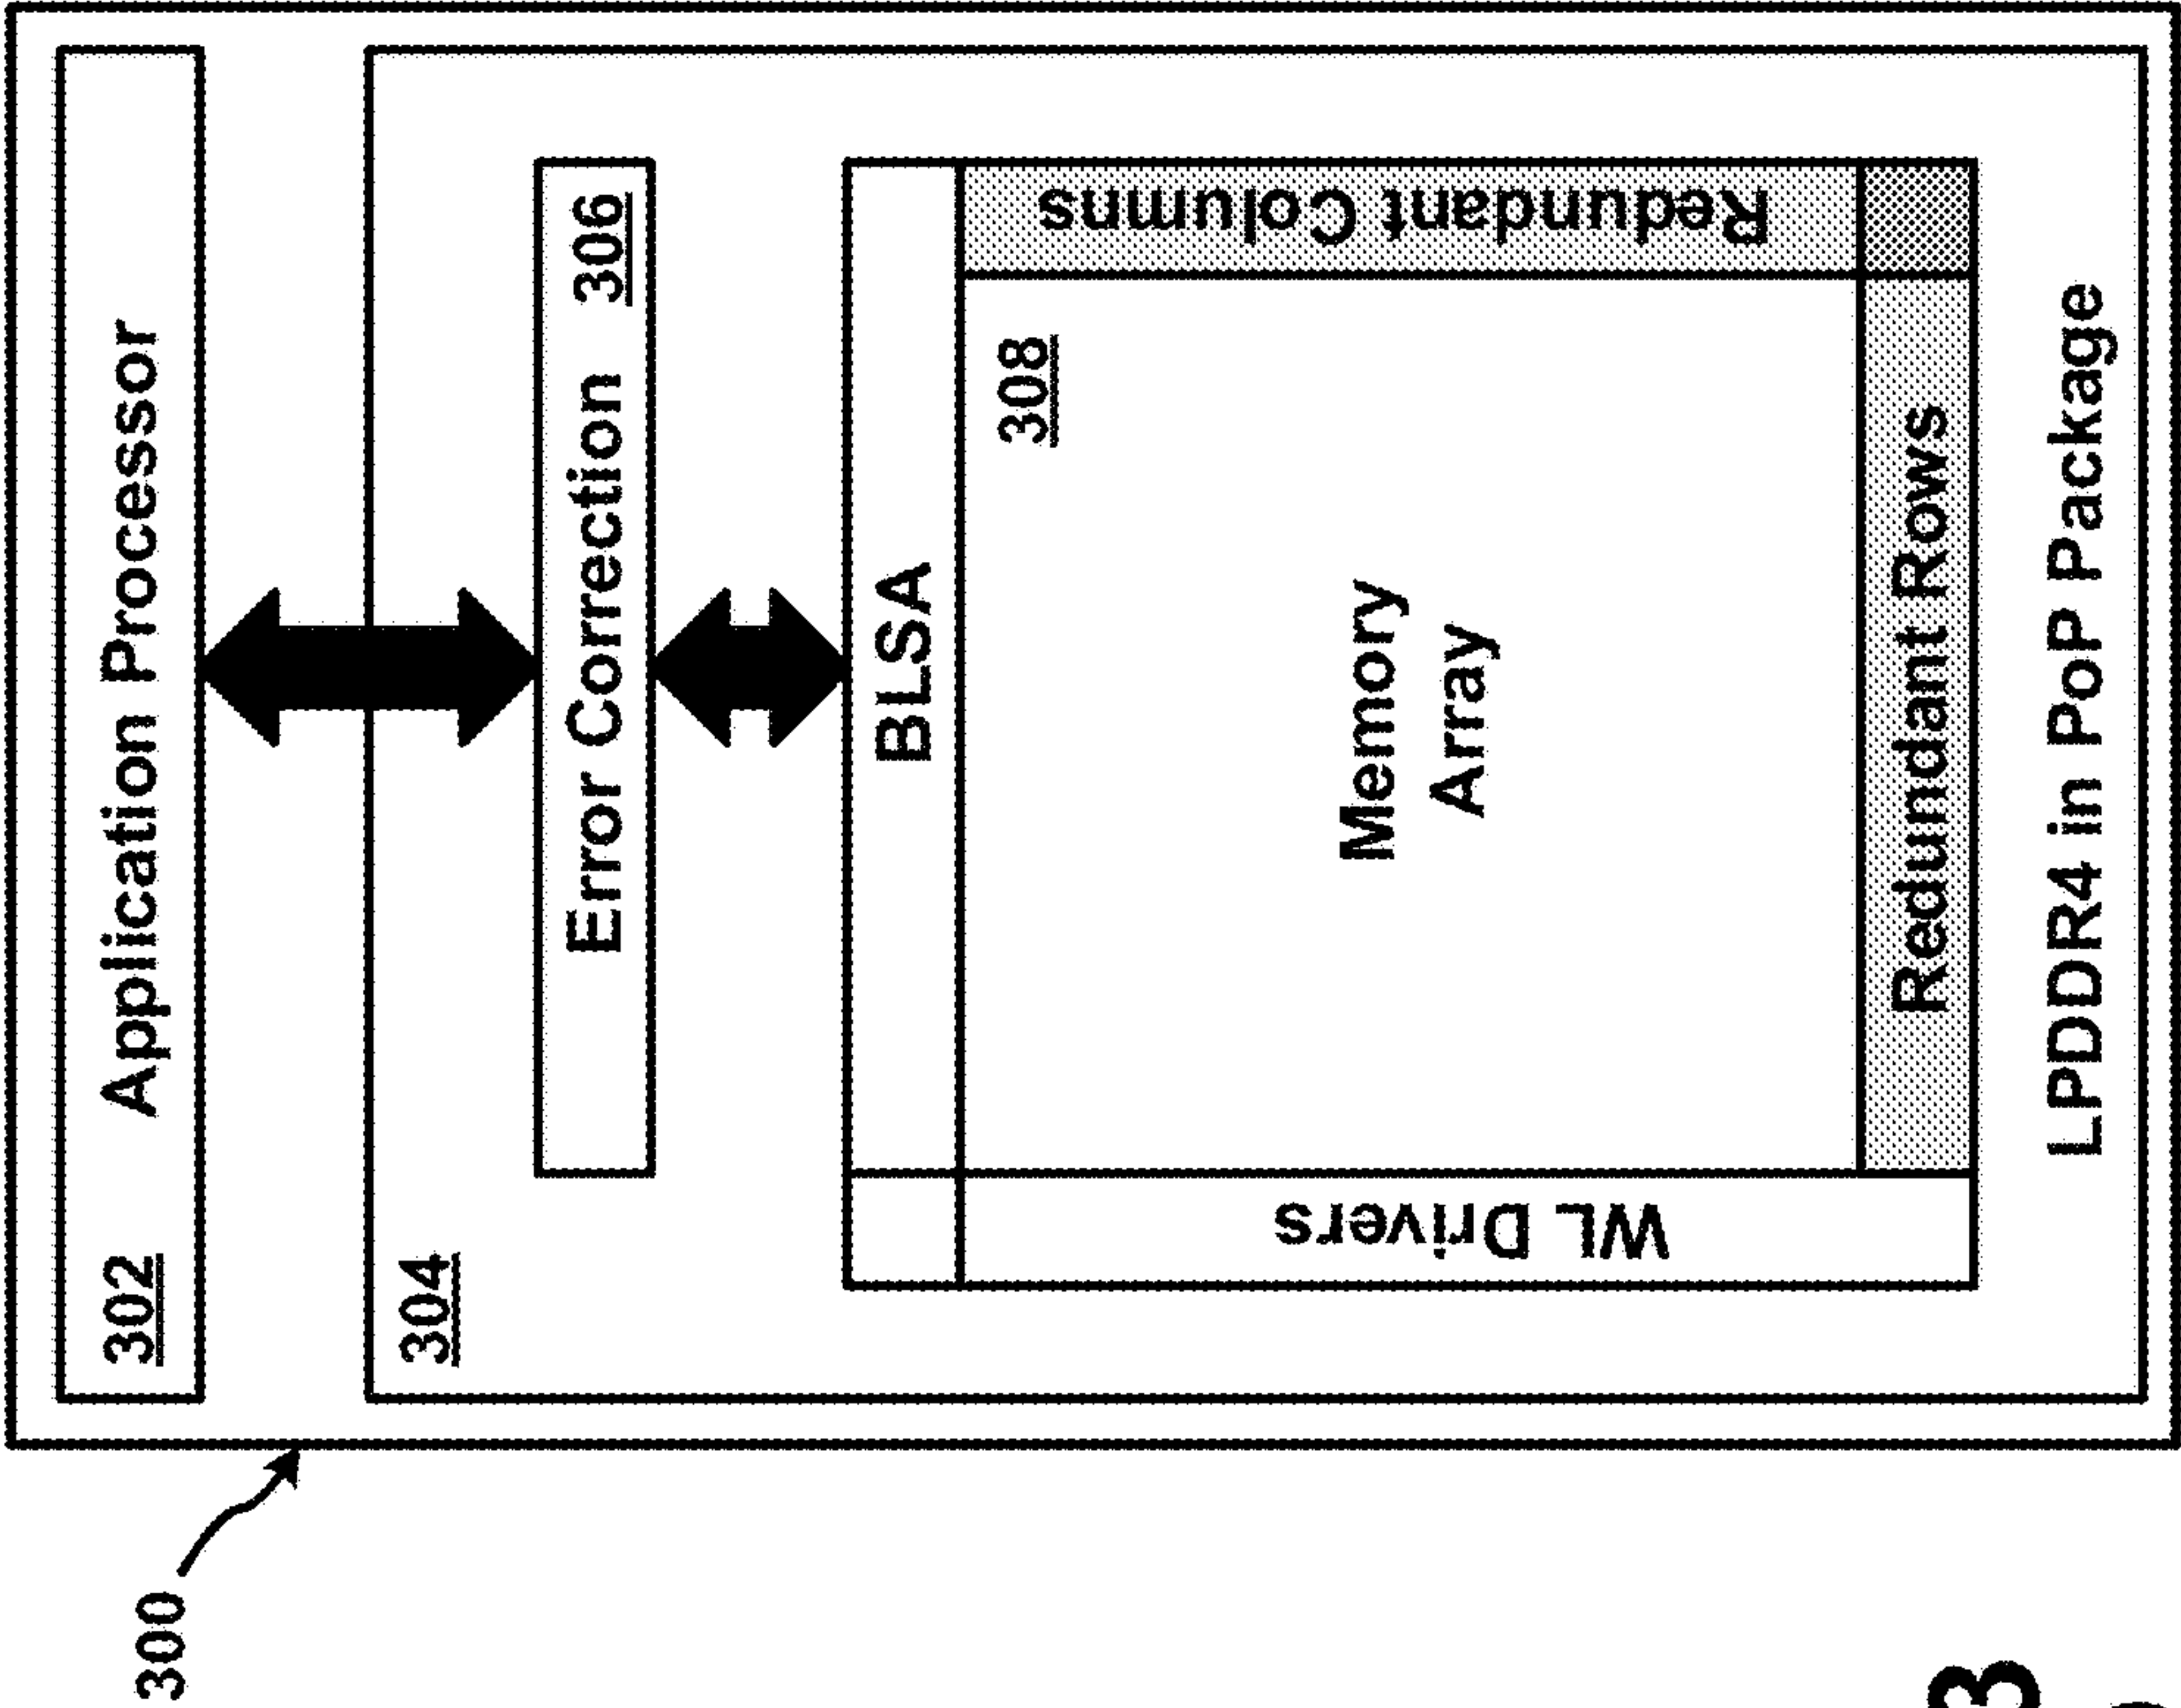 300
302 Application Processor
304
Error Correction 306
BLSA
308
WL Drivers
Memory
Array
Redundant Columns
Redundant Rows
LPDDR4 in PoP Package
3